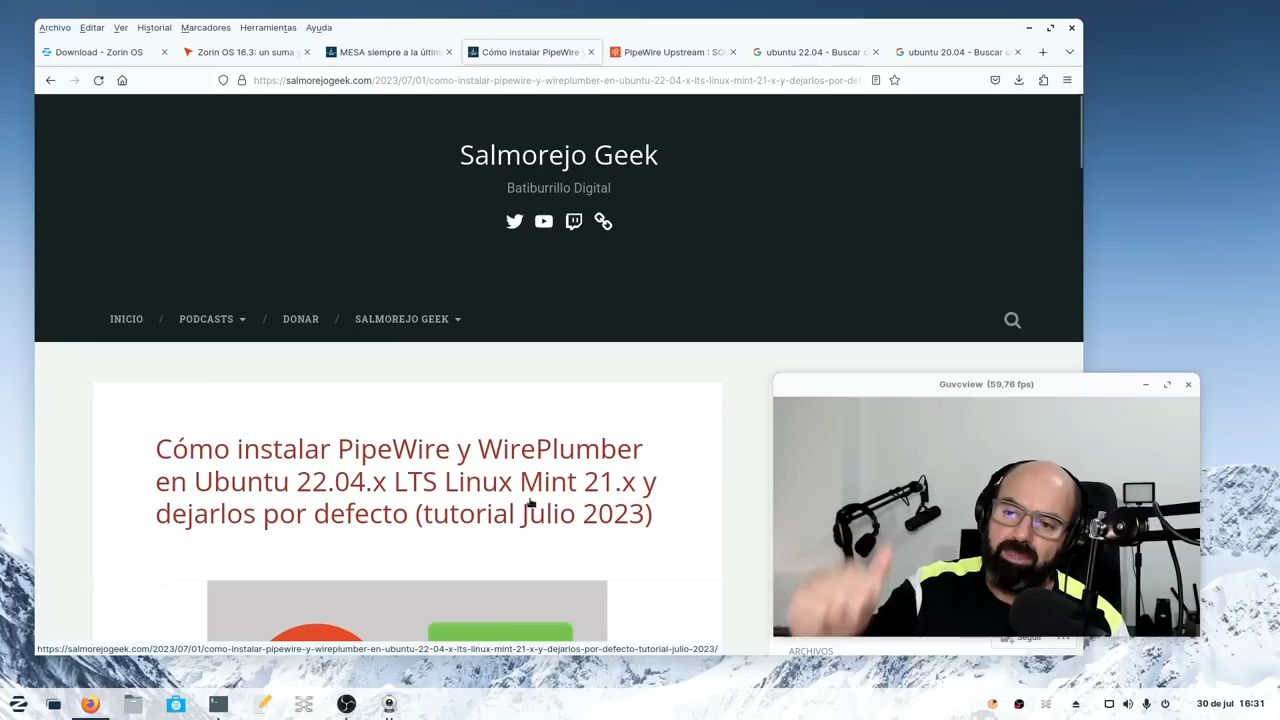 Archivo Editar Ver Historial Marcadores Herramientas Ayuda
Download - Zorin OS
Zorin OS 16.3: un suma y
MESA siempre a la últim
Cómo instalar PipeWire y
PipeWire Upstream : SO
ubuntu 22.04 - Buscar c
ubuntu 20.04 - Buscar c
https://salmorejogeek.com/2023/07/01/como-instalar-pipewire-y-wireplumber-en-ubuntu-22-04-x-lts-linux-mint-21-x-y-dejarlos-por-def
Salmorejo Geek
Batiburrillo Digital
INICIO / PODCASTS / DONAR / SALMOREJO GEEK
Cómo instalar PipeWire y WirePlumber
en Ubuntu 22.04.x LTS Linux Mint 21.x y
dejarlos por defecto (tutorial Julio 2023)
Guvcview (59,76 fps)
Seguir
ARCHIVOS
https://salmorejogeek.com/2023/07/01/como-instalar-pipewire-y-wireplumber-en-ubuntu-22-04-x-lts-linux-mint-21-x-y-dejarlos-por-defecto-tutorial-julio-2023/
30 de jul 16:31